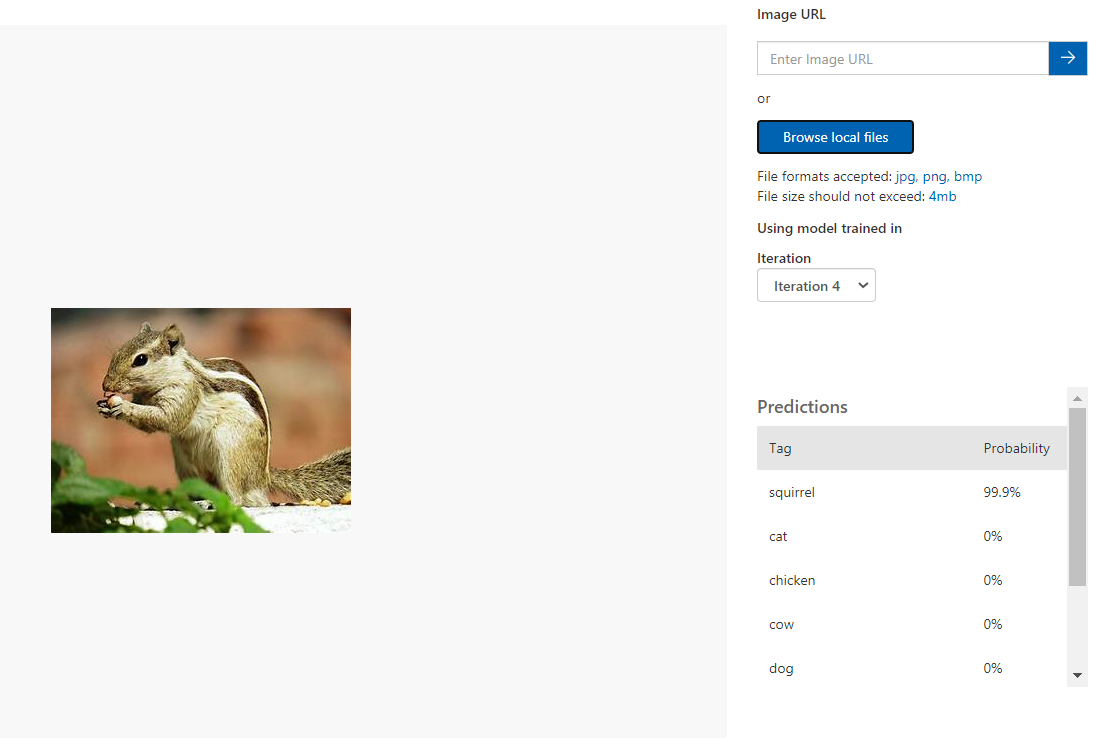 Image URL
Enter Image URL
or
Browse local files
File formats accepted: jpg, png, bmp
File size should not exceed: 4mb
Using model trained in
Iteration
Iteration 4
Predictions
Tag Probability
squirrel 99.9%
cat 0%
chicken 0%
cow 0%
dog 0%